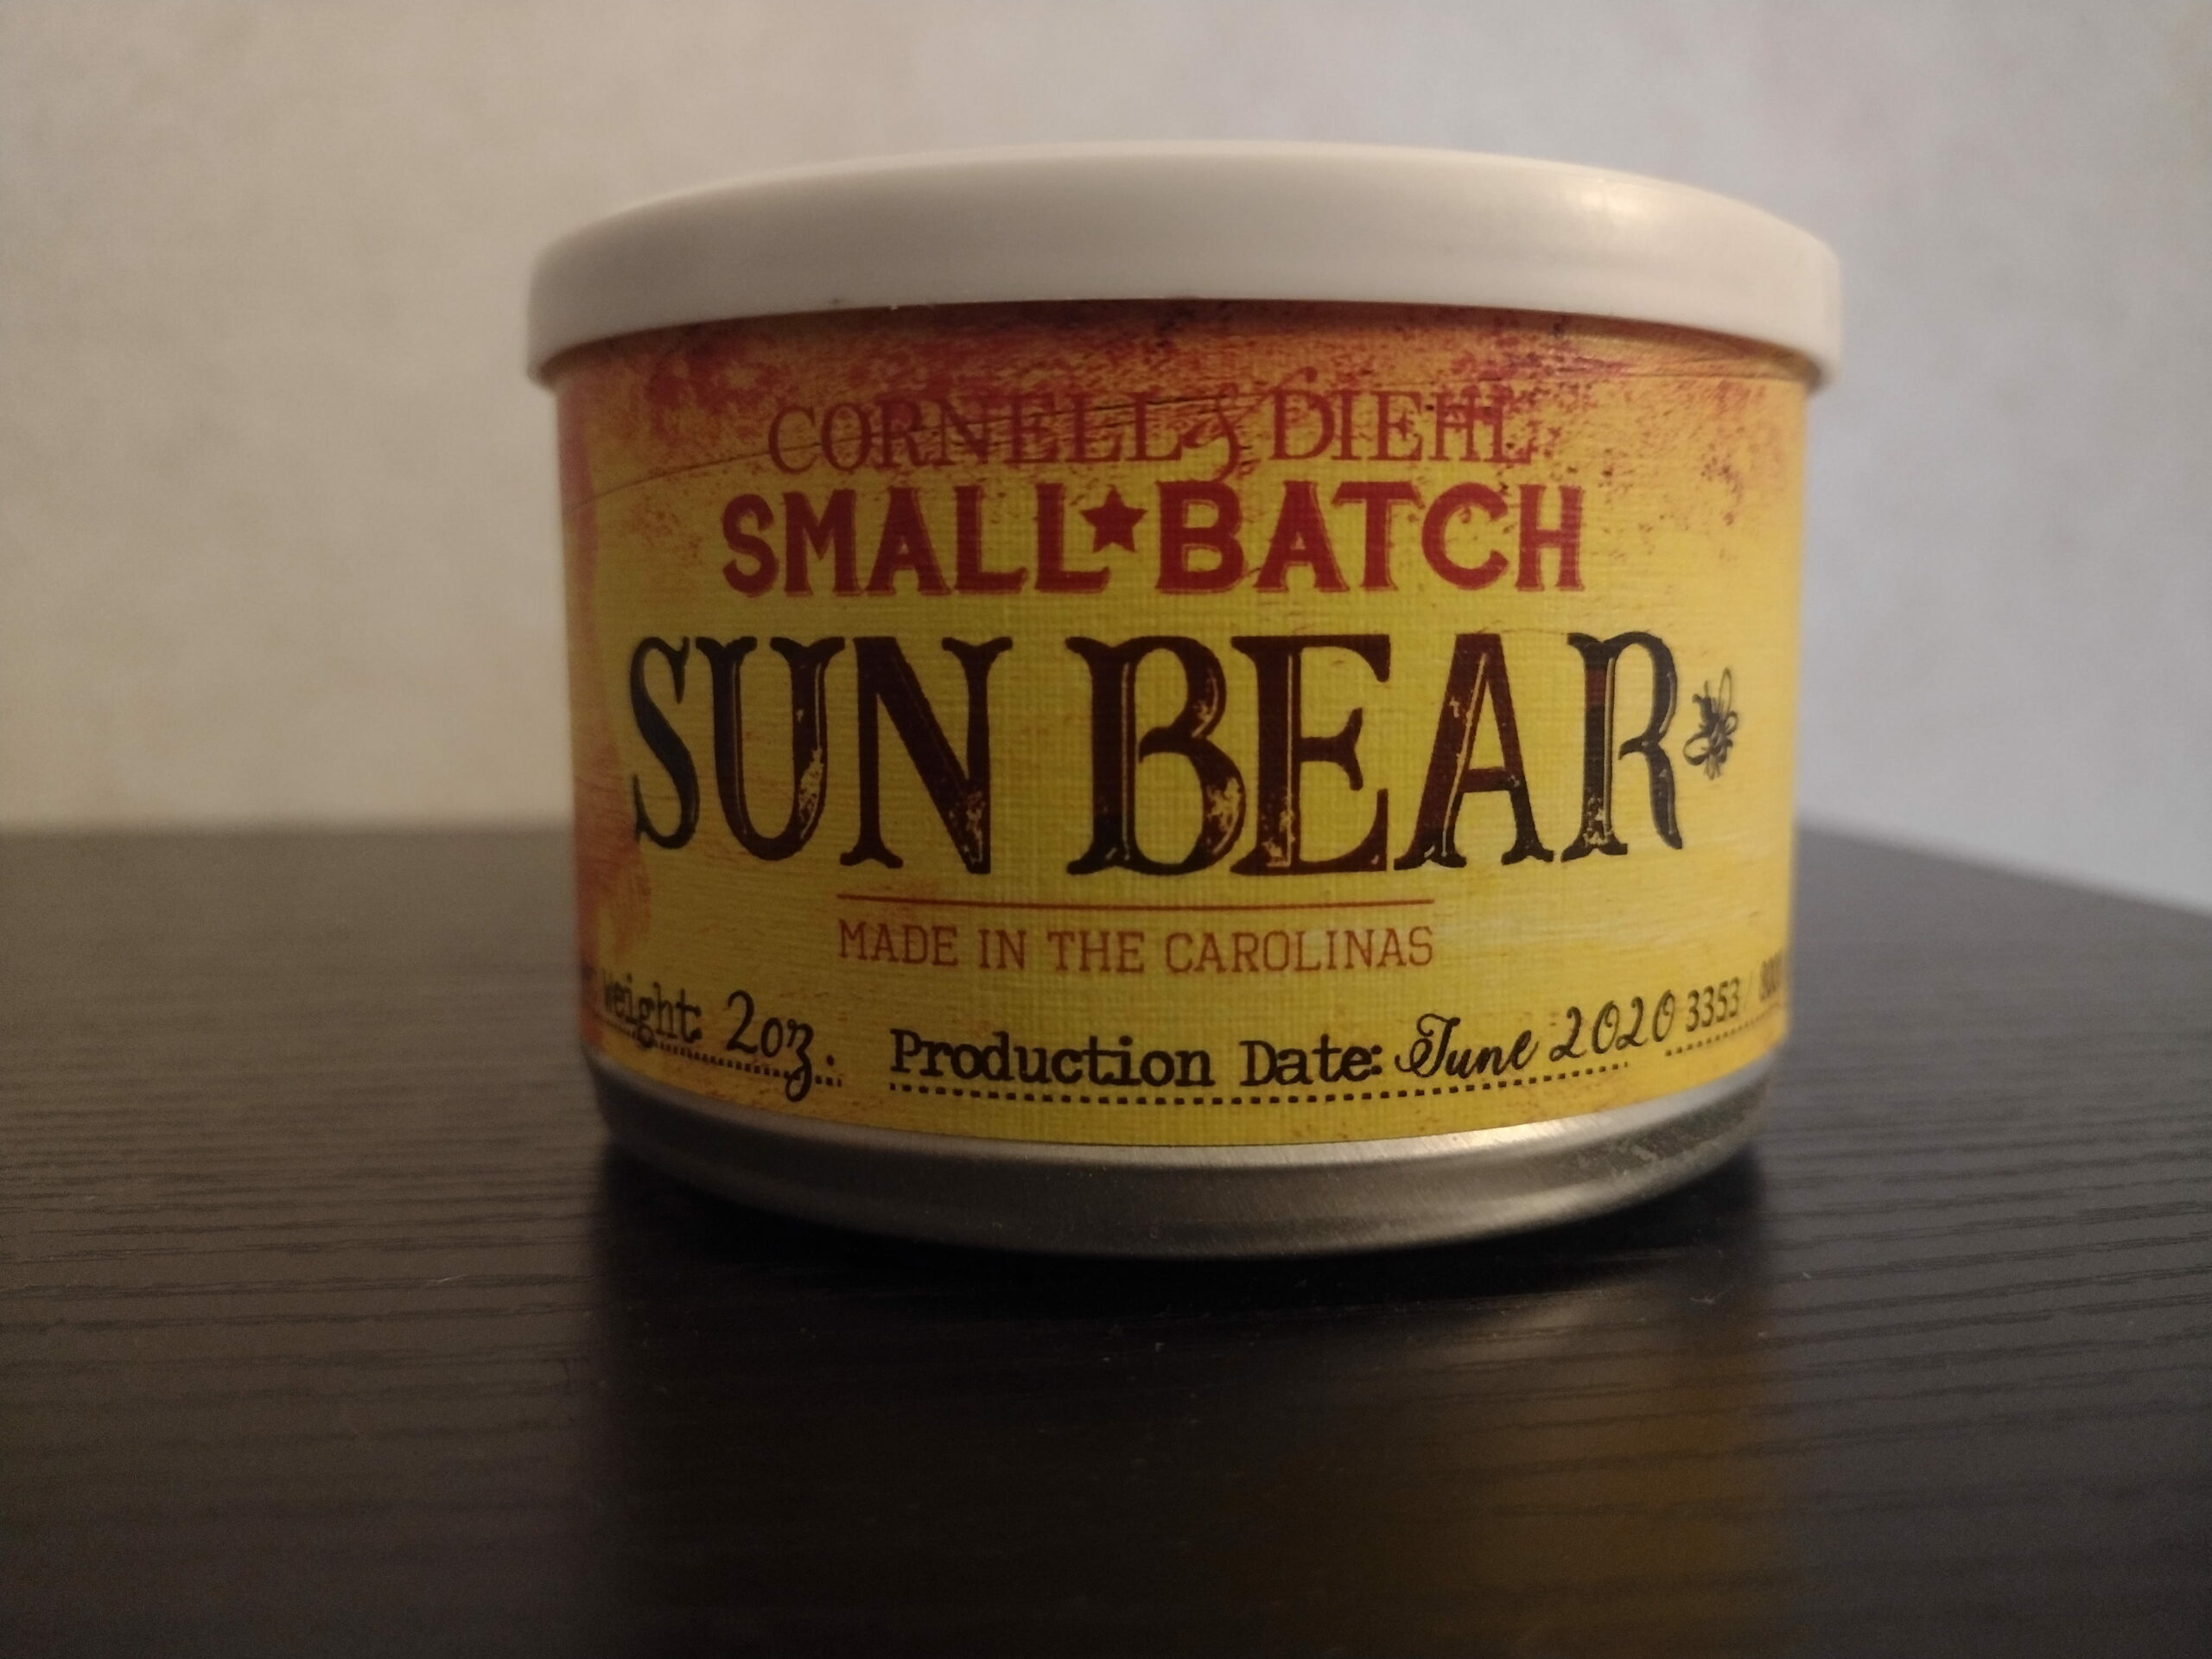 CORNELL & DIEHL
SMALL★BATCH
SUN BEAR
MADE IN THE CAROLINAS
Weight: 2oz. Production Date: June 2020 3353 /